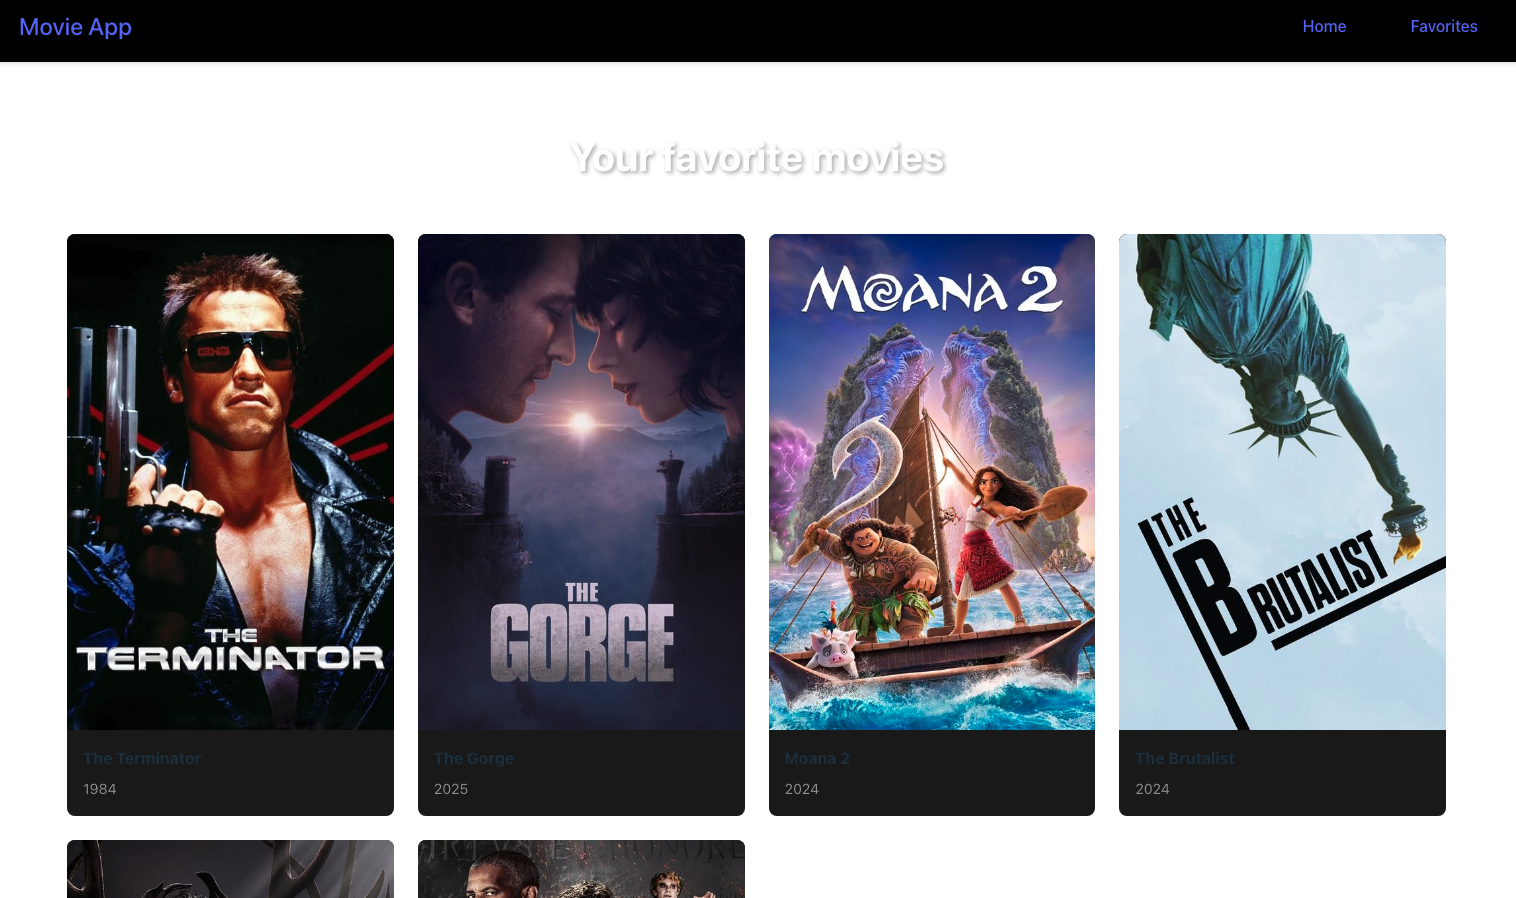 Movie App
Home
Favorites
Your favorite movies
THE
TERMINATOR
The Terminator
1984
THE
GORGE
The Gorge
2025
MOANA 2
Moana 2
2024
THE
BRUTALIST
The Brutalist
2024